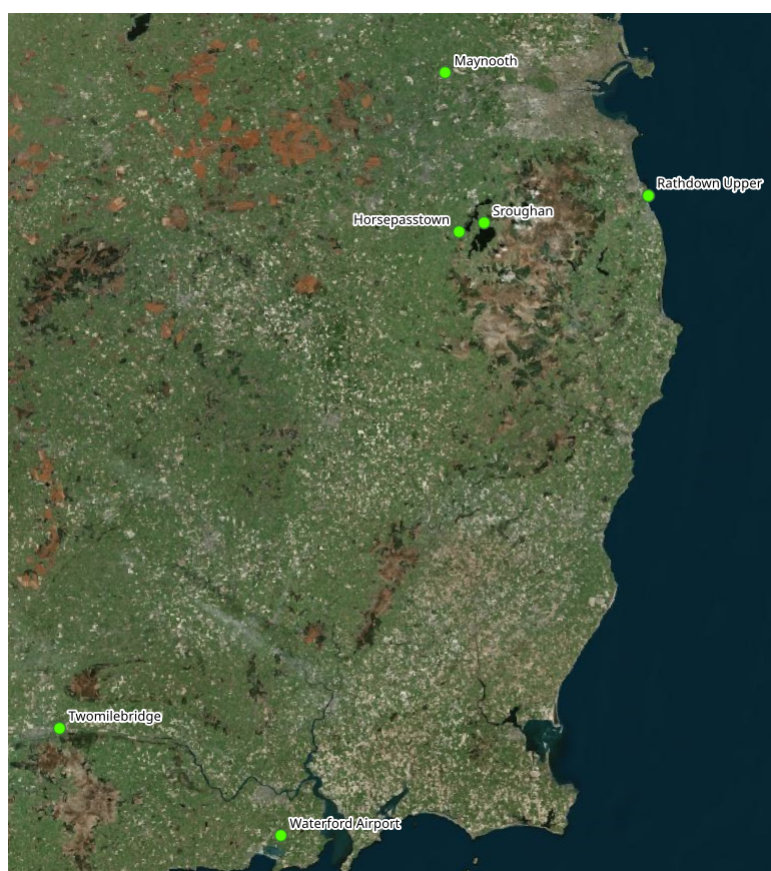 Maynooth
Rathdown Upper
Sroughan
Horsepasstown
Twomilebridge
Waterford Airport